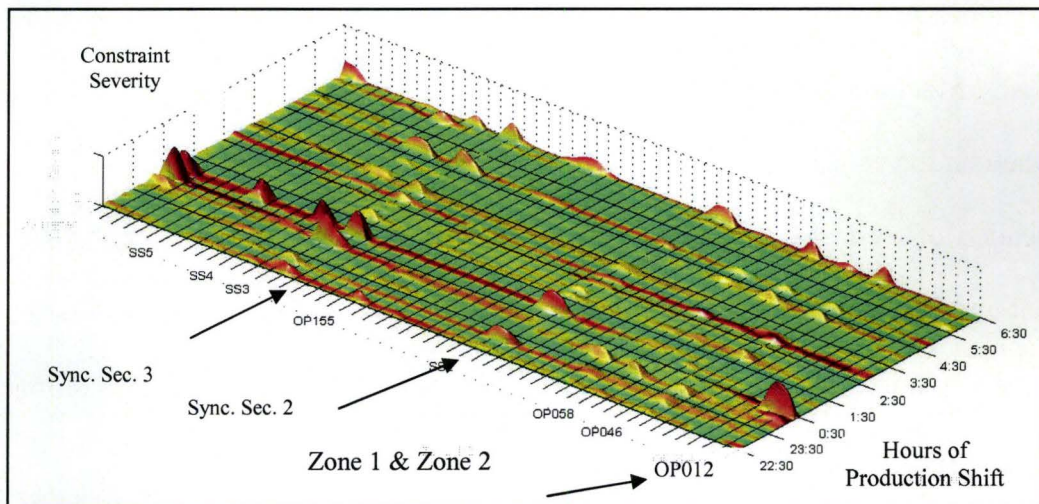 Constraint
Severity
SS5
SS4
SS3
OP155
OP058
OP046
OP012
Sync. Sec. 3
Sync. Sec. 2
Zone 1 & Zone 2
22:30
23:30
0:30
1:30
2:30
3:30
4:30
5:30
6:30
Hours of
Production Shift